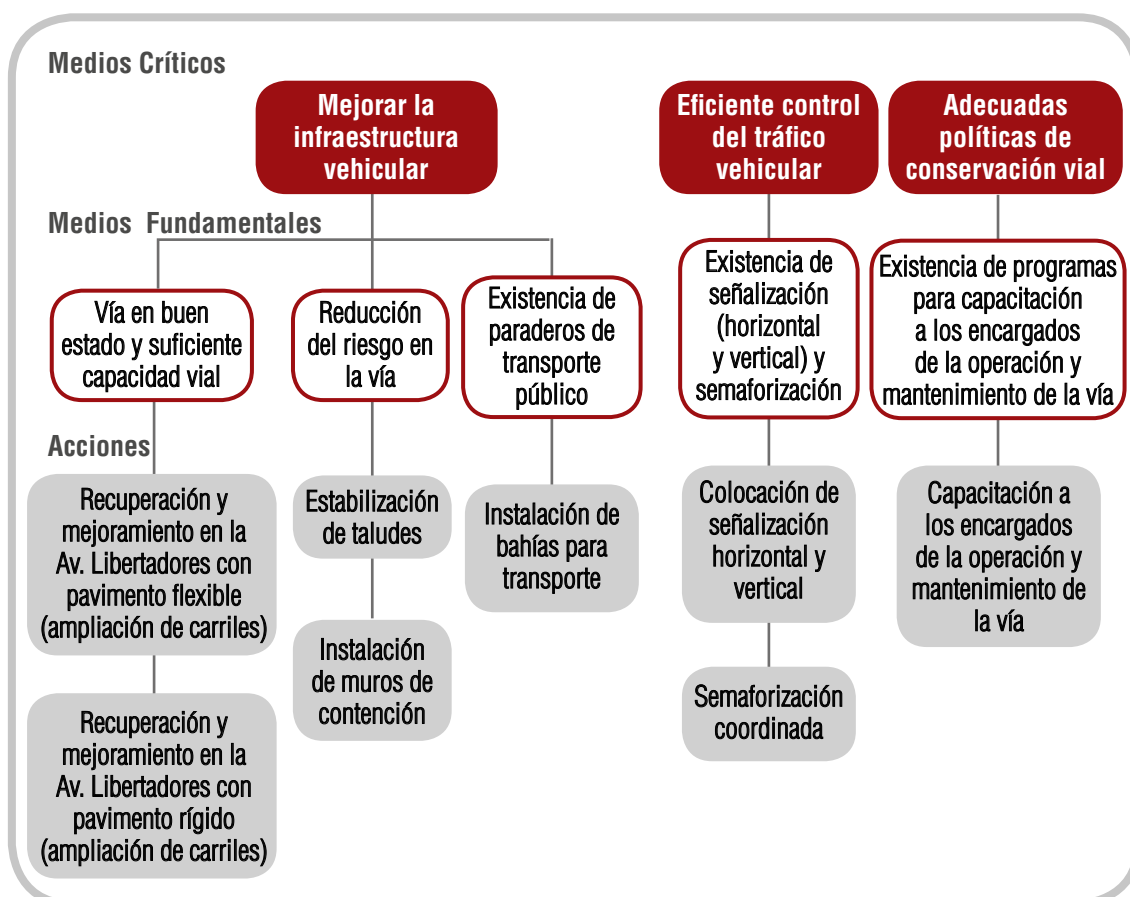 Medios Críticos
Mejorar la
infraestructura
vehicular
Eficiente control
del tráfico
vehicular
Adecuadas
políticas de
conservación vial
Medios Fundamentales
Vía en buen
estado y suficiente
capacidad vial
Reducción
del riesgo en
la vía
Existencia de
paraderos de
transporte
público
Existencia de
señalización
(horizontal
y vertical) y
semaforización
Existencia de programas
para capacitación
a los encargados
de la operación y
mantenimiento de la vía
Acciones
Recuperación y
mejoramiento en la
Av. Libertadores con
pavimento flexible
(ampliación de carriles)
Estabilización
de taludes
Instalación de
bahías para
transporte
Colocación de
señalización
horizontal y
vertical
Capacitación a
los encargados
de la operación y
mantenimiento de
la vía
Recuperación y
mejoramiento en la
Av. Libertadores con
pavimento rígido
(ampliación de carriles)
Instalación
de muros de
contención
Semaforización
coordinada